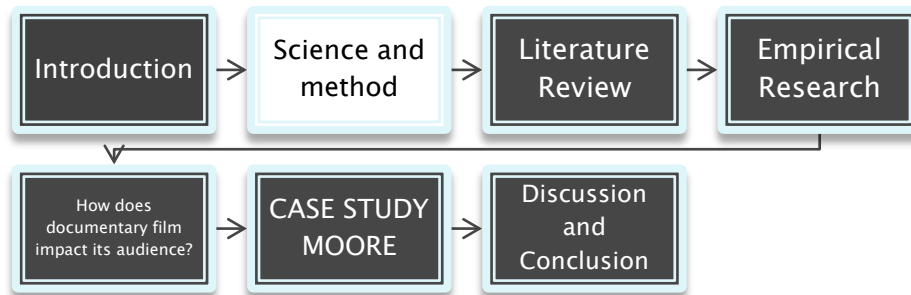 Introduction
Science and
method
Literature
Review
Empirical
Research
How does
documentary film
impact its audience?
CASE STUDY
MOORE
Discussion
and
Conclusion